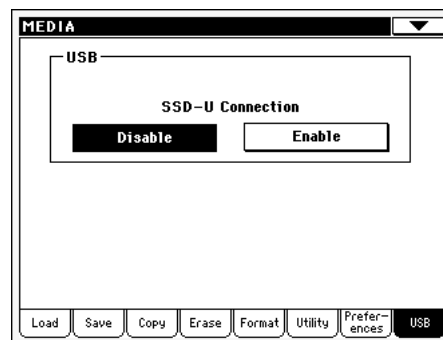 MEDIA
USB
SSD-U Connection
Disable Enable
Load Save Copy Erase Format Utility Prefer-
ences USB